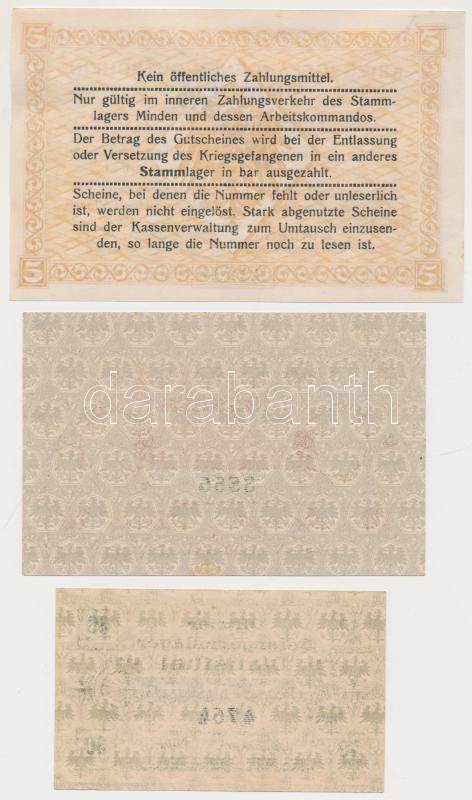 5 5
Kein öffentliches Zahlungsmittel.
Nur gültig im inneren Zahlungsverkehr des Stamm-
lagers Minden und dessen Arbeitskommandos.
Der Betrag des Gutscheines wird bei der Entlassung
oder Versetzung des Kriegsgefangenen in ein anderes
Stammlager in bar ausgezahlt.
Scheine, bei denen die Nummer fehlt oder unleserlich
ist, werden nicht eingelöst. Stark abgenutzte Scheine
sind der Kassenverwaltung zum Umtausch einzusen-
den, so lange die Nummer noch zu lesen ist.
5 5
darabanth
4764